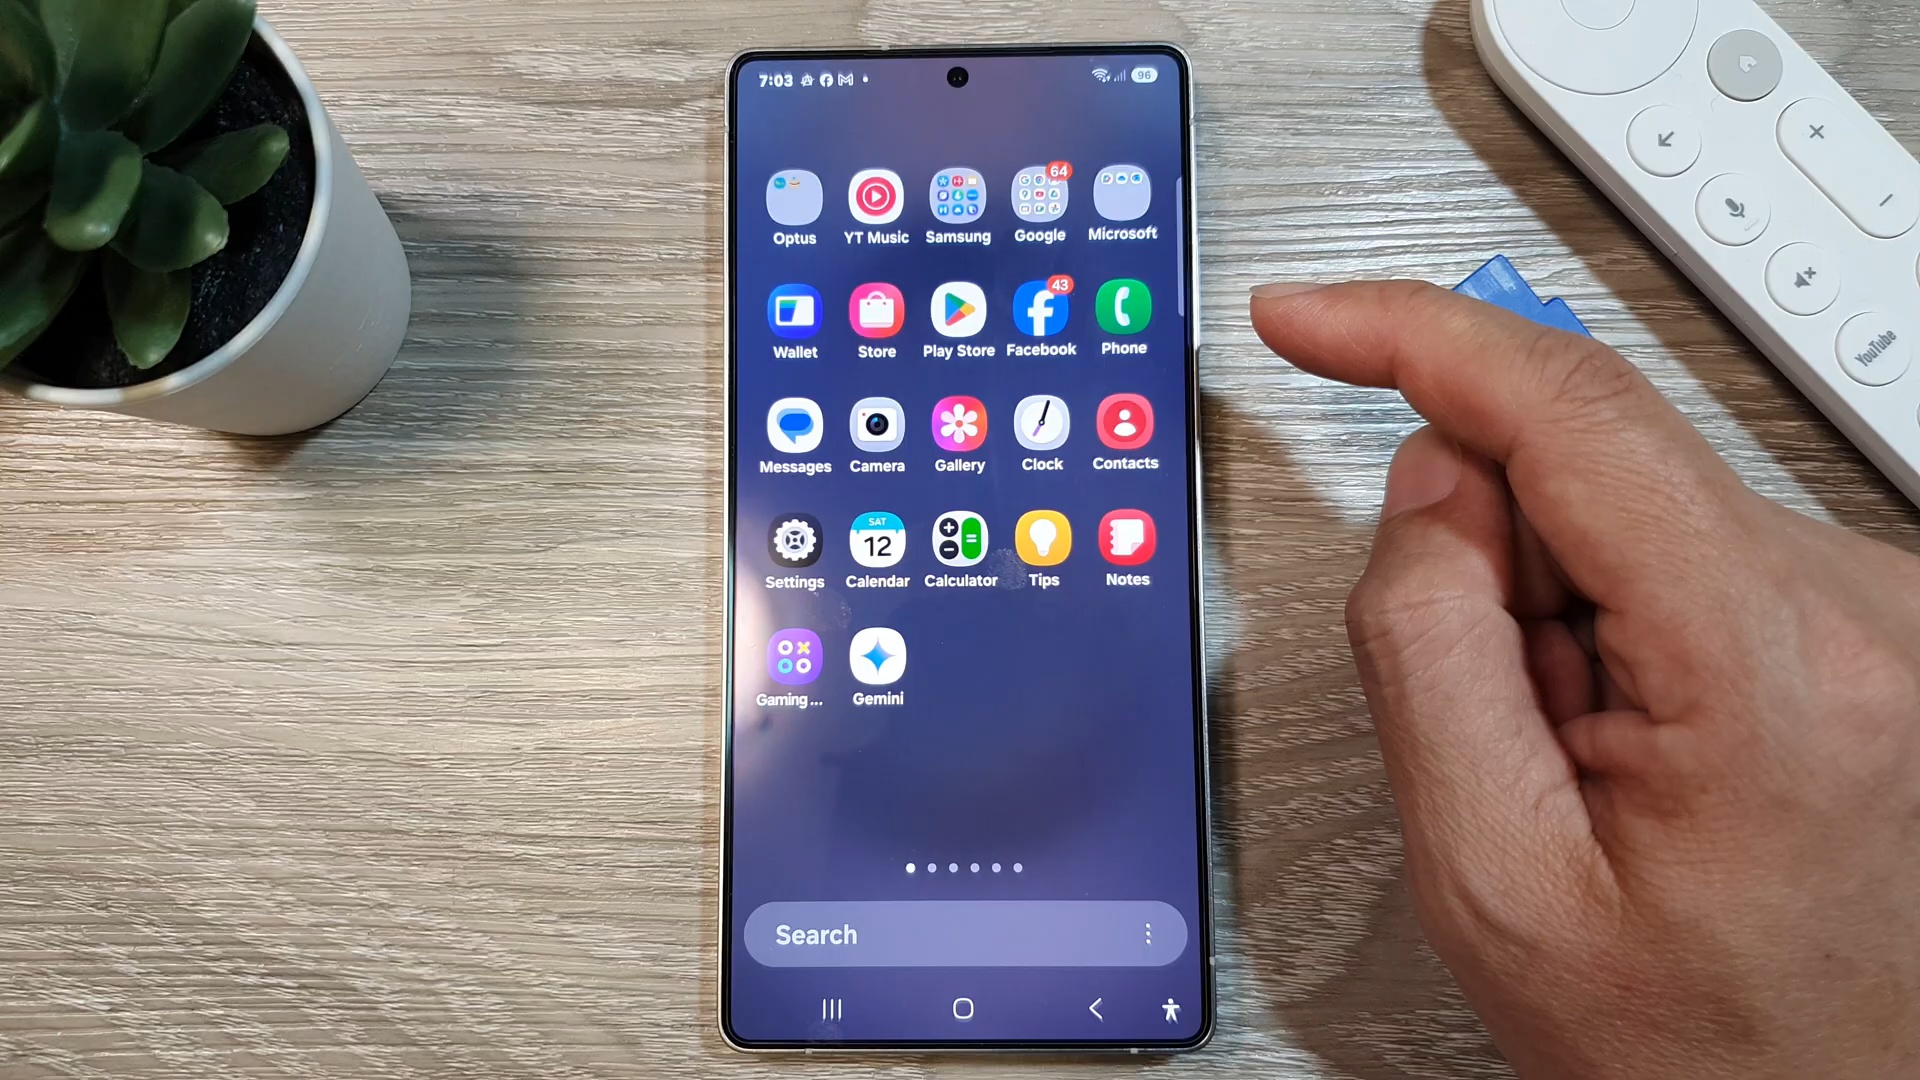 7:03
96
64
Optus YT Music Samsung Google Microsoft
43
Wallet Store Play Store Facebook Phone
Messages Camera Gallery Clock Contacts
SAT
12
Settings Calendar Calculator Tips Notes
Gaming ... Gemini
Search
YouTube